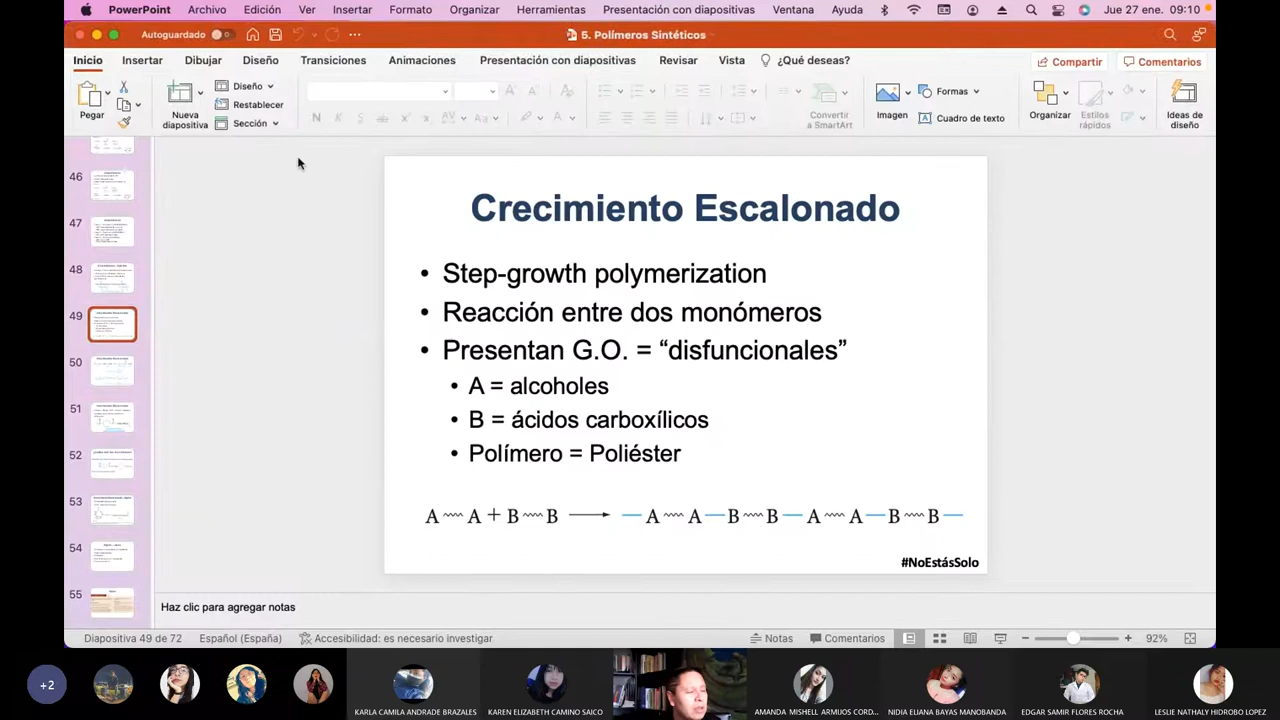 PowerPoint Archivo Edición Ver Insertar Formato Organizar Herramientas Presentación con diapositivas Ventana Ayuda Jue 27 ene. 09:10
Autoguardado 5. Polímeros Sintéticos
Inicio Insertar Dibujar Diseño Transiciones Animaciones Presentación con diapositivas Revisar Vista ¿Qué deseas? Compartir Comentarios
Pegar
Nueva diapositiva
Diseño
Restablecer
Sección
Convertir a SmartArt
Imagen
Formas
Cuadro de texto
Organizar
Estilos rápidos
Ideas de diseño
46
47
48
49
50
51
52
53
54
55
Crecimiento Escalonado
• Step-growth polymerization
• Reacción entre dos monómeros
• Presentan G.O. = “disfuncionales”
• A = alcoholes
• B = ácidos carboxílicos
• Polímero = Poliéster
A A + B B A A B B A A B B
#NoEstásSolo
Haz clic para agregar notas
Diapositiva 49 de 72 Español (España) Accesibilidad: es necesario investigar Notas Comentarios 92%
+2
KARLA CAMILA ANDRADE BRAZALES
KAREN ELIZABETH CAMINO SAICO
AMANDA MISHELL ARMIJOS CORD...
NIDIA ELIANA BAYAS MANOBANDA
EDGAR SAMIR FLORES ROCHA
LESLIE NATHALY HIDROBO LOPEZ